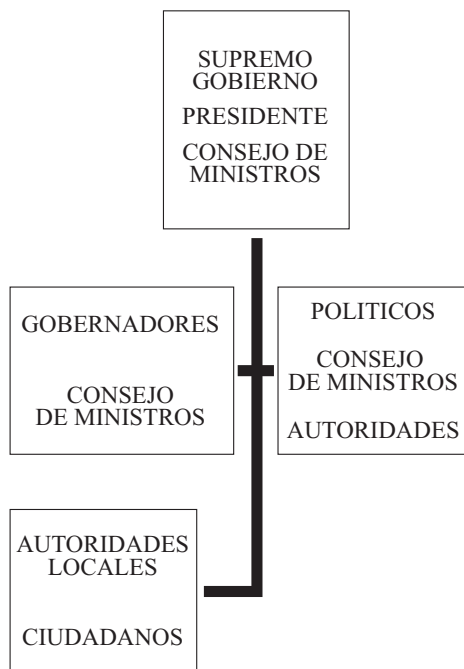 SUPREMO
GOBIERNO
PRESIDENTE
CONSEJO DE
MINISTROS
GOBERNADORES
CONSEJO
DE MINISTROS
POLITICOS
CONSEJO
DE MINISTROS
AUTORIDADES
AUTORIDADES
LOCALES
CIUDADANOS